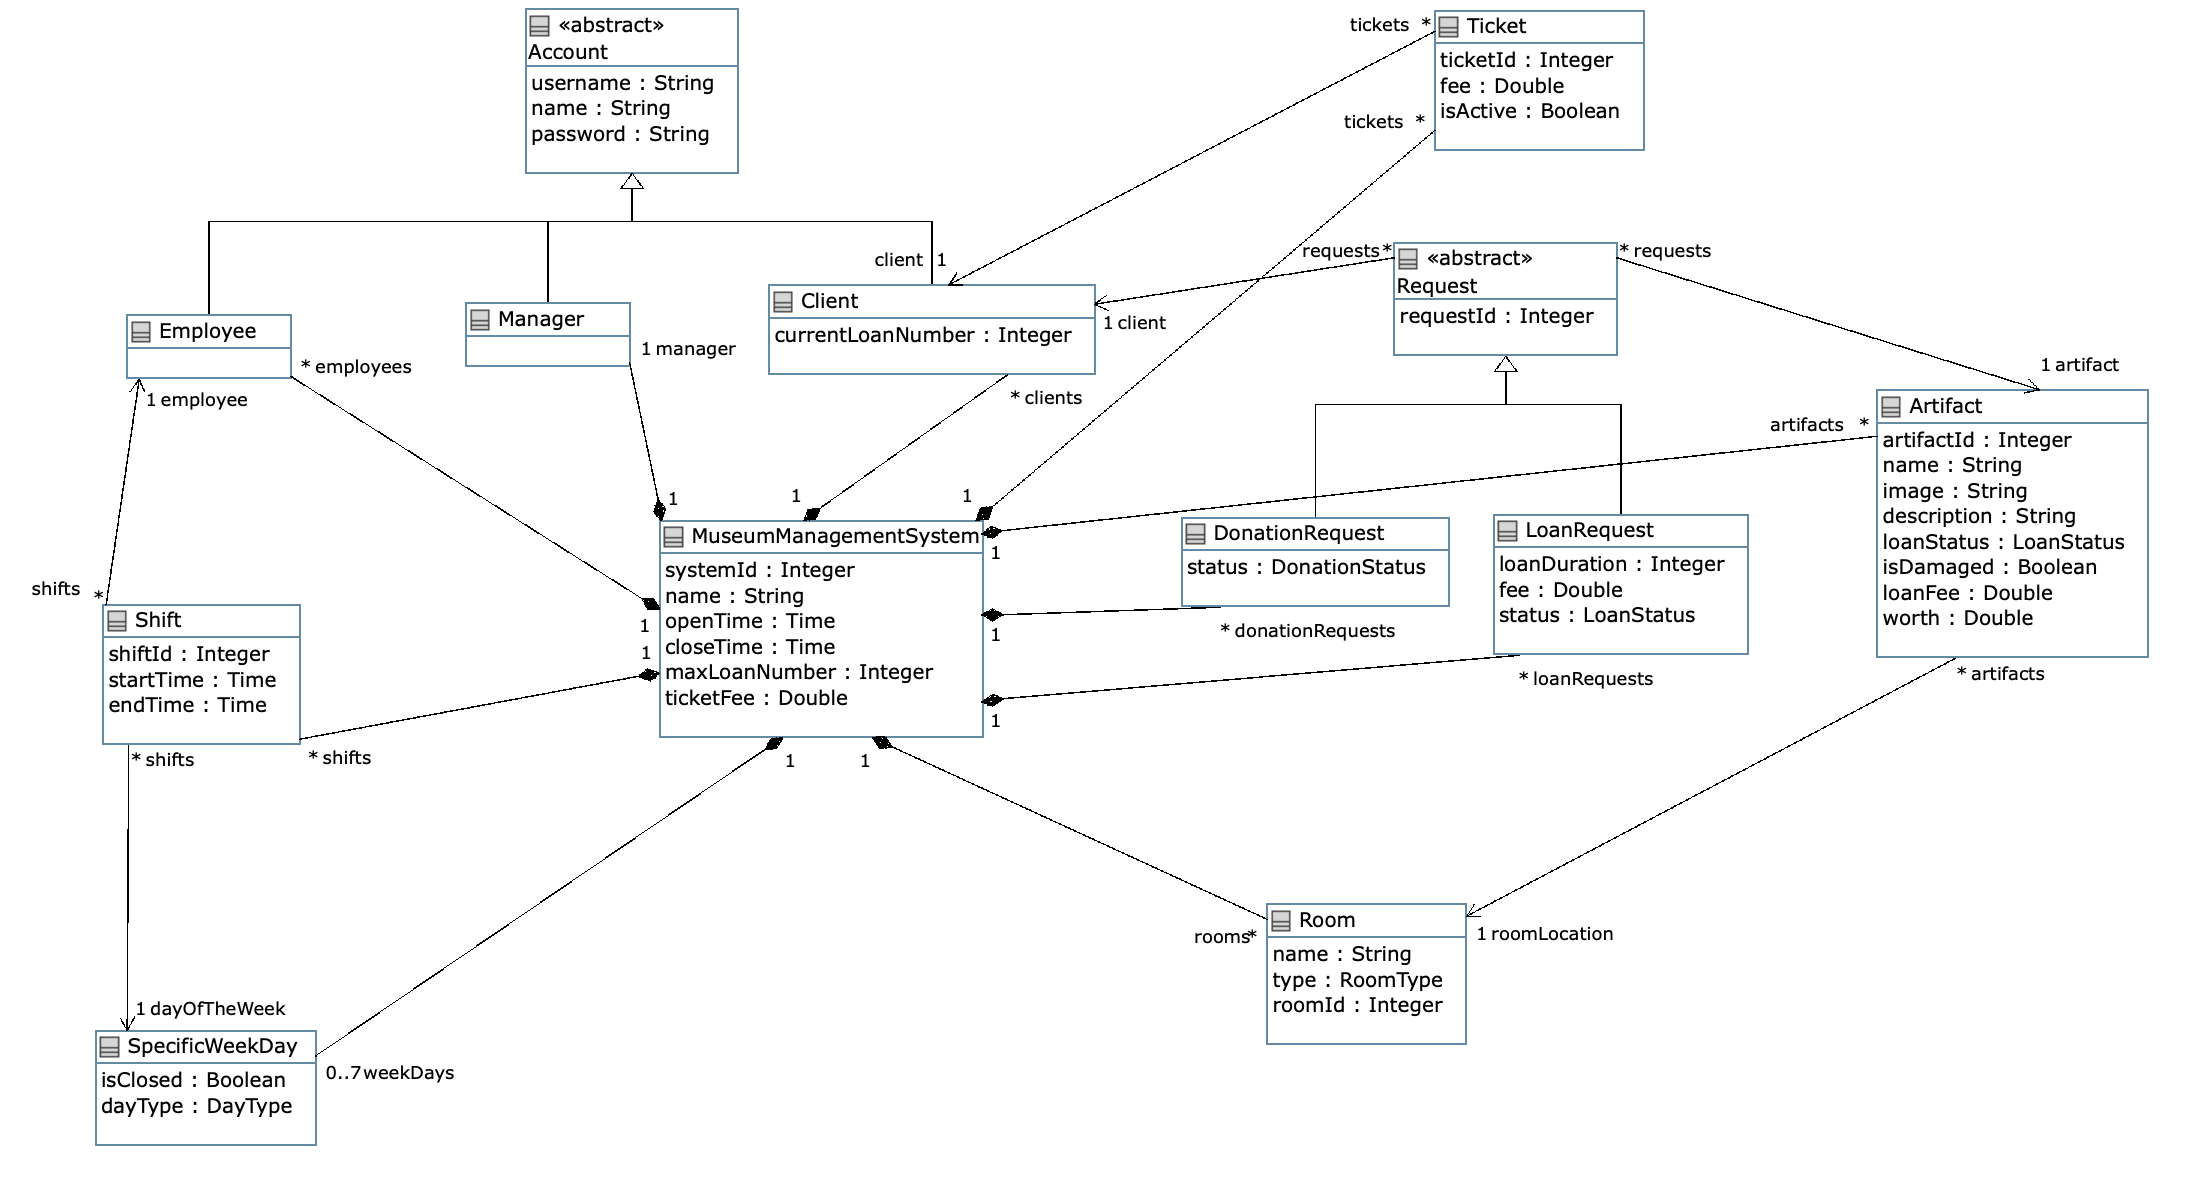 «abstract»
Account
username : String
name : String
password : String
tickets *
Ticket
ticketId : Integer
fee : Double
isActive : Boolean
tickets *
client 1
requests*
«abstract»
Request
requestId : Integer
* requests
Employee
Manager
Client
currentLoanNumber : Integer
1 client
1 manager
* employees
1 employee
* clients
1 artifact
artifacts *
Artifact
artifactId : Integer
name : String
image : String
description : String
loanStatus : LoanStatus
isDamaged : Boolean
loanFee : Double
worth : Double
1
1
1
MuseumManagementSystem
systemId : Integer
name : String
openTime : Time
closeTime : Time
maxLoanNumber : Integer
ticketFee : Double
1
DonationRequest
status : DonationStatus
LoanRequest
loanDuration : Integer
fee : Double
status : LoanStatus
shifts *
Shift
shiftId : Integer
startTime : Time
endTime : Time
1
1
1
* donationRequests
* loanRequests
1
* artifacts
* shifts
* shifts
1
1
rooms*
Room
name : String
type : RoomType
roomId : Integer
1 roomLocation
1 dayOfTheWeek
SpecificWeekDay
isClosed : Boolean
dayType : DayType
0..7 weekDays